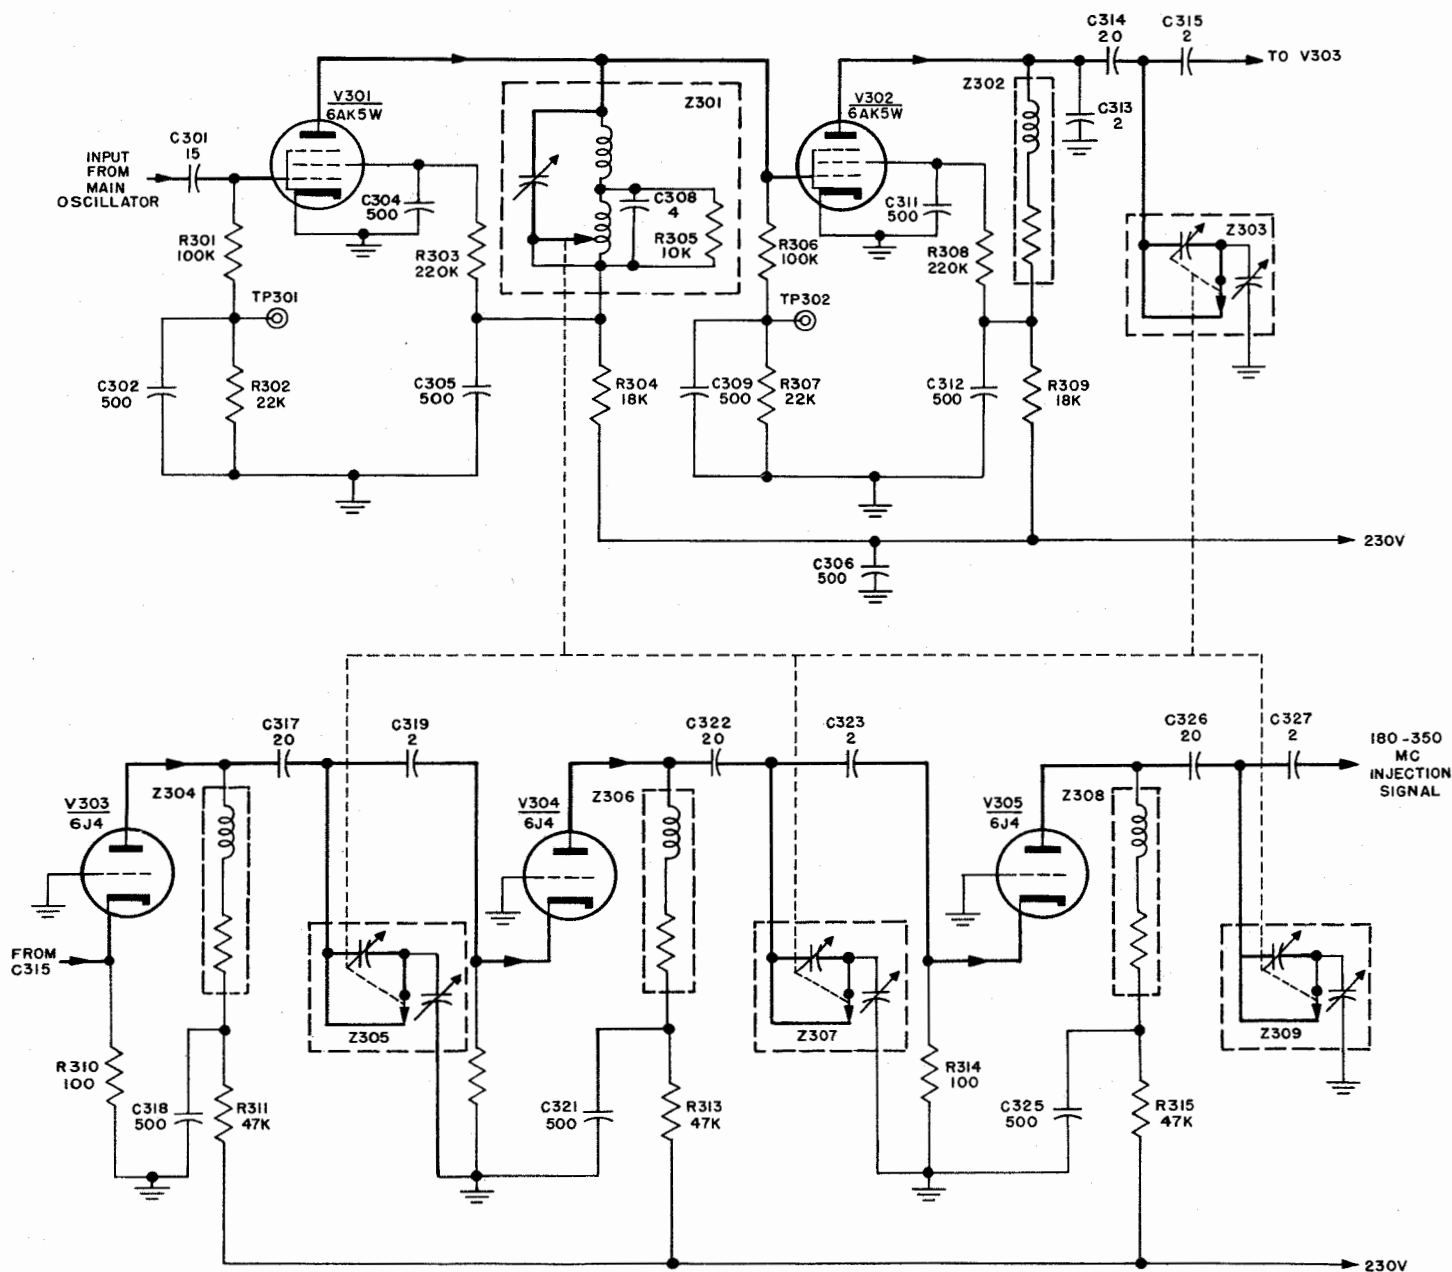 C314
20
C315
2
TO V303
V301
6AK5W
Z301
V302
6AK5W
Z302
C313
2
C301
15
INPUT
FROM
MAIN
OSCILLATOR
C304
500
C308
4
C311
500
R301
100K
R303
220K
R305
10K
R306
100K
R308
220K
Z303
TP301
TP302
C302
500
R302
22K
C305
500
R304
18K
C309
500
R307
22K
C312
500
R309
18K
C306
500
230V
C317
20
C319
2
C322
20
C323
2
C326
20
C327
2
180-350
MC
INJECTION
SIGNAL
V303
6J4
Z304
V304
6J4
Z306
V305
6J4
Z308
FROM
C315
Z305
Z307
Z309
R310
100
C318
500
R311
47K
C321
500
R313
47K
R314
100
C325
500
R315
47K
230V